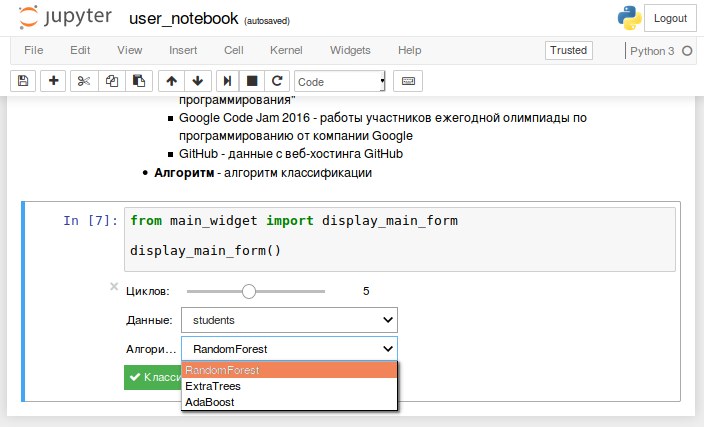 jupyter user_notebook (autosaved) Logout
File Edit View Insert Cell Kernel Widgets Help Trusted Python 3
Code
программирования"
Google Code Jam 2016 - работы участников ежегодной олимпиады по
программированию от компании Google
GitHub - данные с веб-хостинга GitHub
Алгоритм - алгоритм классификации
In [7]: from main_widget import display_main_form
display_main_form()
Циклов: 5
Данные: students
Алгори… RandomForest
RandomForest
Класси
ExtraTrees
AdaBoost